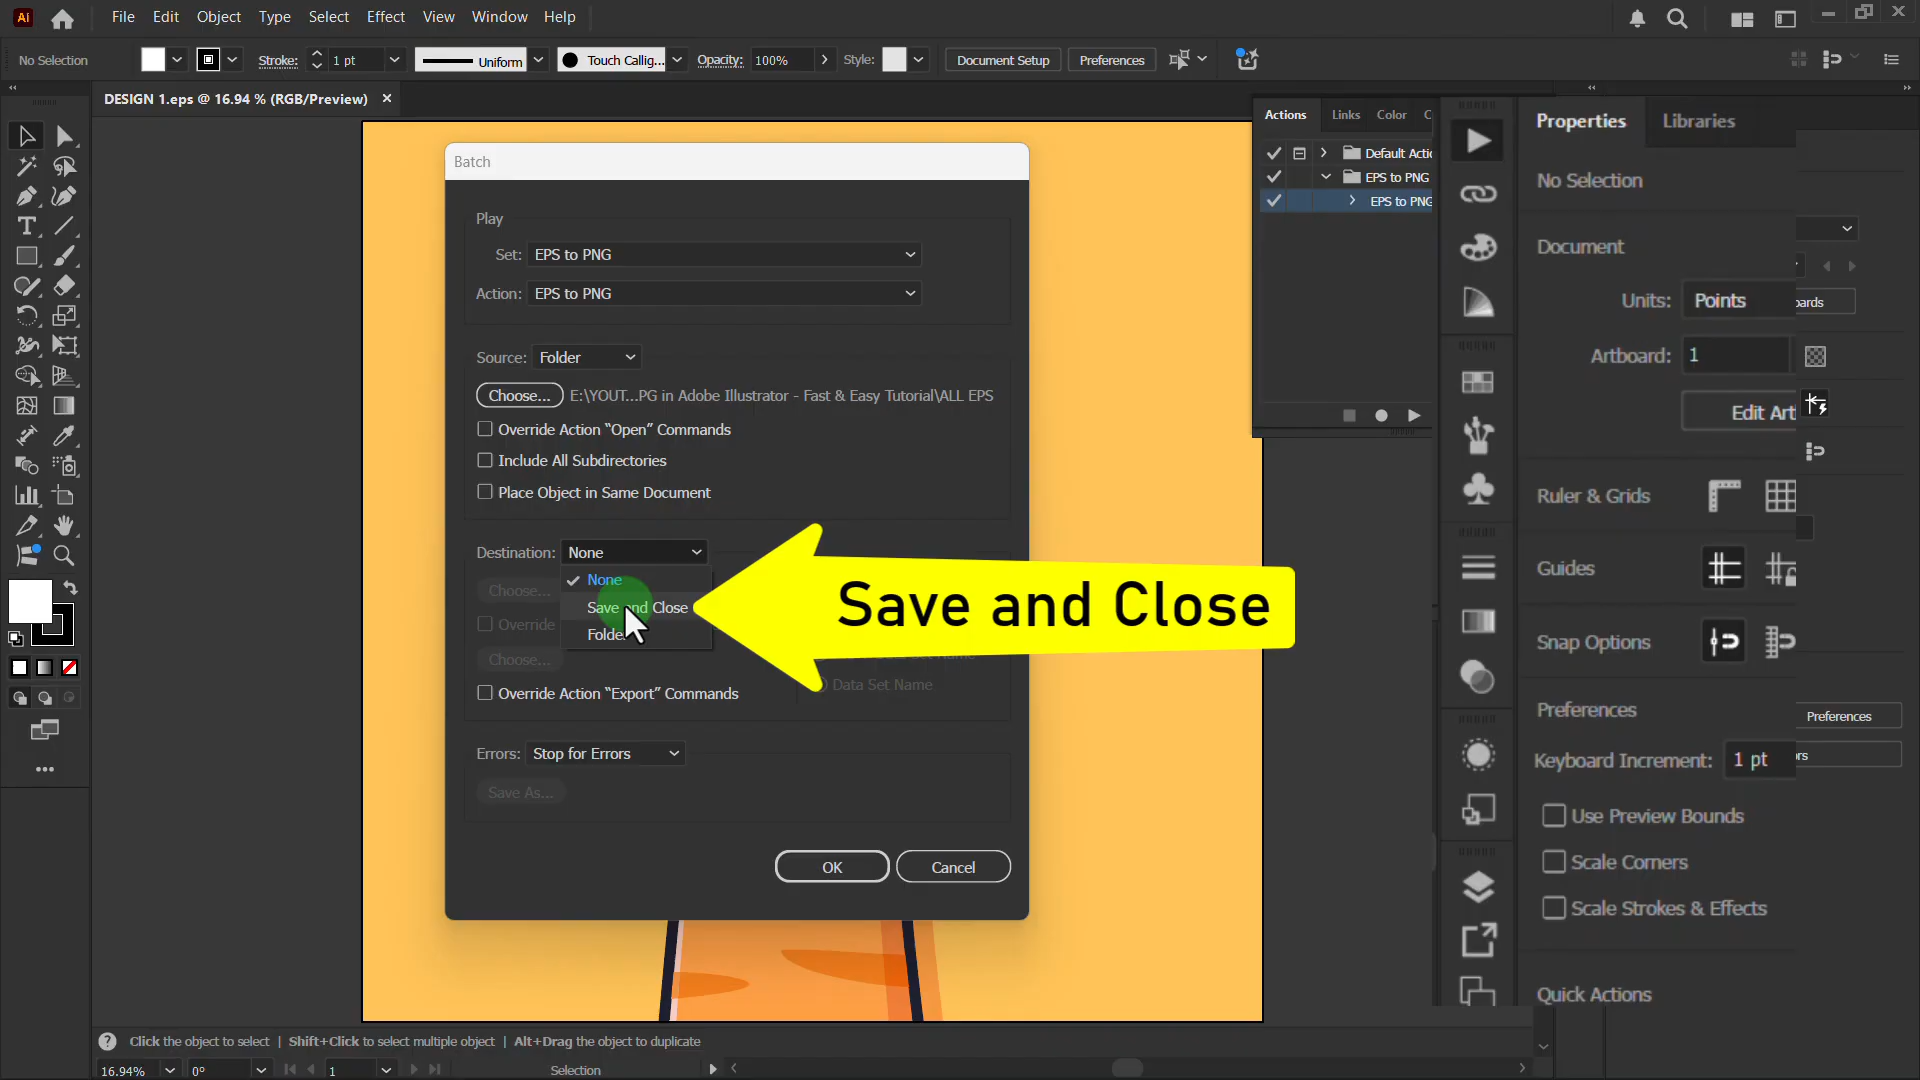 Ai File Edit Object Type Select Effect View Window Help
No Selection Stroke: 1 pt Uniform Touch Callig... Opacity: 100% Style: Document Setup Preferences
DESIGN 1.eps @ 16.94 % (RGB/Preview) ×
Actions Links Color C
Default Actic
EPS to PNG
EPS to PNG
Batch
Play
Set: EPS to PNG
Action: EPS to PNG
Source: Folder
Choose... E:\YOUT...PG in Adobe Illustrator - Fast & Easy Tutorial\ALL EPS
Override Action “Open” Commands
Include All Subdirectories
Place Object in Same Document
Destination: None
None
Save and Close
Folder
Choose...
Override
Choose...
Data Set Name
Override Action “Export” Commands
Errors: Stop for Errors
Save As...
OK Cancel
Save and Close
Properties Libraries
No Selection
Document
Units: Points
Artboard: 1
Edit Art
Ruler & Grids
Guides
Snap Options
Preferences
Preferences
Keyboard Increment: 1 pt
Use Preview Bounds
Scale Corners
Scale Strokes & Effects
Quick Actions
Click the object to select | Shift+Click to select multiple object | Alt+Drag the object to duplicate
16.94% 0° 1 Selection